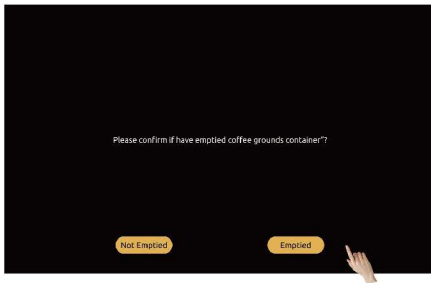 Please confirm if have emptied coffee grounds container"?
Not Emptied
Emptied